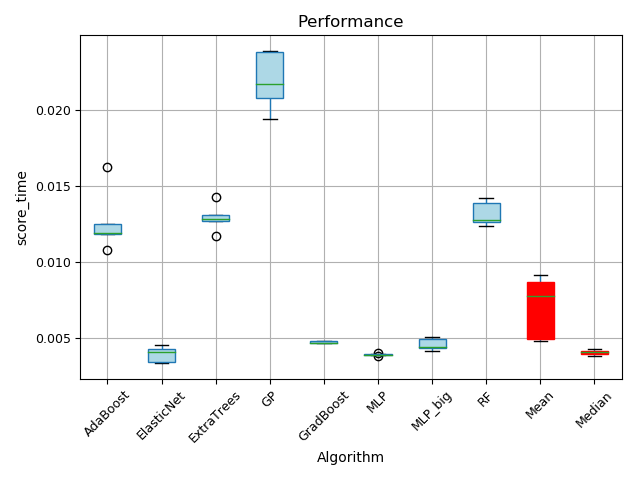 Performance
score_time
0.020
0.015
0.010
0.005
AdaBoost
ElasticNet
ExtraTrees
GP
GradBoost
MLP
MLP_big
RF
Mean
Median
Algorithm